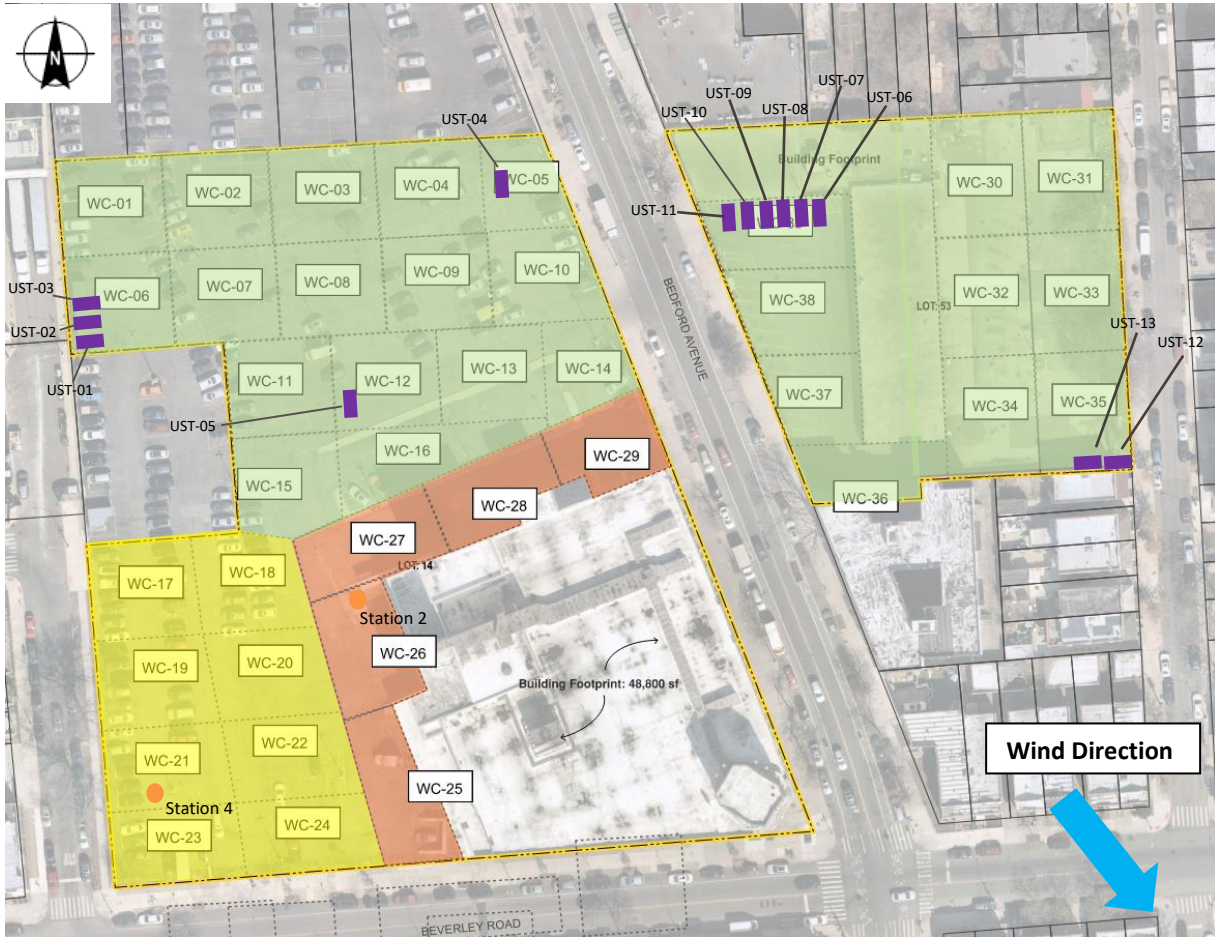 N
UST-04
UST-10
UST-09
UST-08
UST-07
UST-06
UST-11
WC-01
WC-02
WC-03
WC-04
WC-05
Building Footprint
WC-30
WC-31
UST-03
UST-02
UST-01
WC-06
WC-07
WC-08
WC-09
WC-10
BEDFORD AVENUE
WC-38
LOT: 53
WC-32
WC-33
UST-13
UST-12
UST-05
WC-11
WC-12
WC-13
WC-14
WC-37
WC-34
WC-35
WC-15
WC-16
WC-29
WC-36
WC-28
WC-27
LOT: 14
WC-17
WC-18
Station 2
WC-26
WC-19
WC-20
Building Footprint: 48,800 sf
WC-21
WC-22
WC-25
Station 4
WC-23
WC-24
Wind Direction
BEVERLEY ROAD